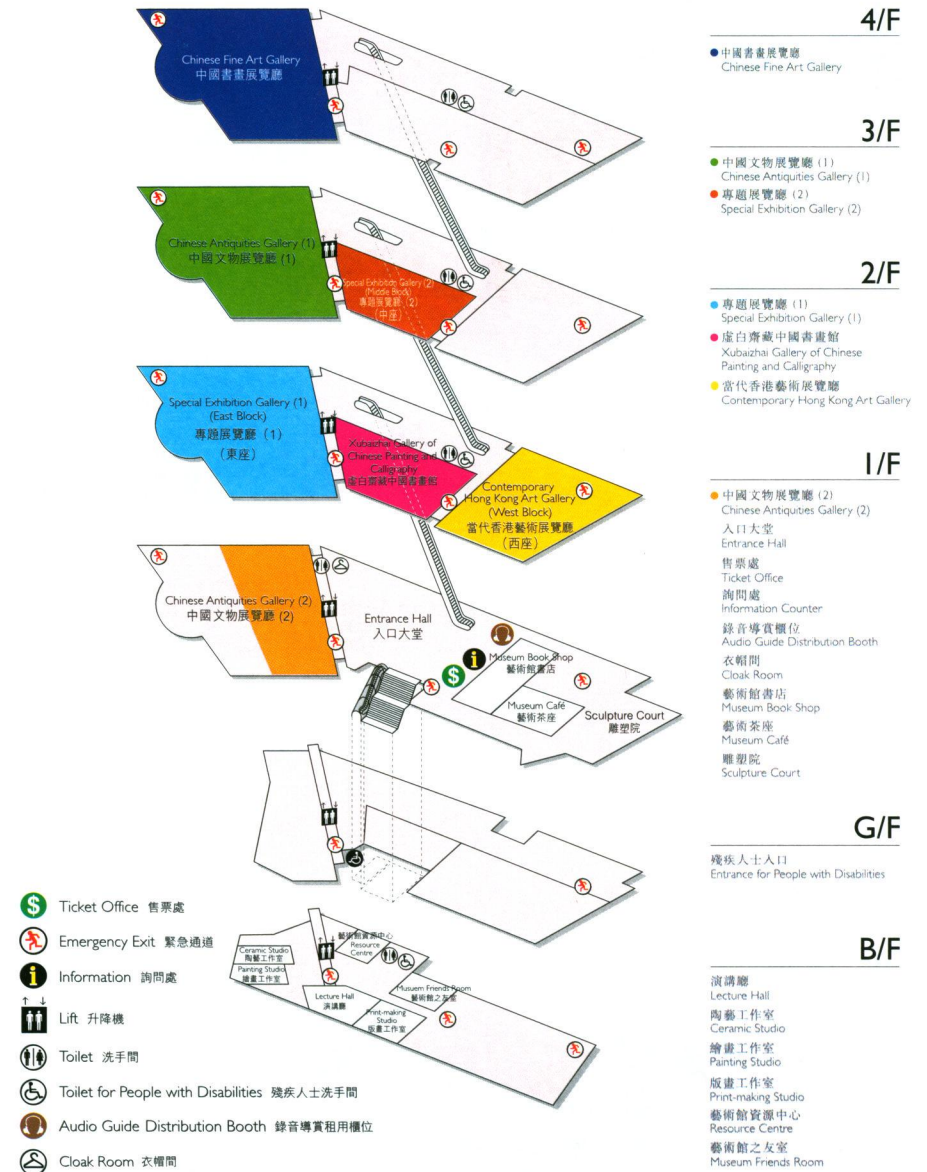 Chinese Fine Art Gallery
中國書畫展覽廳
Chinese Antiquities Gallery (1)
中國文物展覽廳 (1)
Special Exhibition Gallery (2)
(Middle Block)
專題展覽廳 (2)
(中座)
Special Exhibition Gallery (1)
(East Block)
專題展覽廳 (1)
(東座)
Xubaizhai Gallery of
Chinese Painting and
Calligraphy
虛白齋藏中國書畫館
Contemporary
Hong Kong Art Gallery
(West Block)
當代香港藝術展覽廳
(西座)
Chinese Antiquities Gallery (2)
中國文物展覽廳 (2)
Entrance Hall
入口大堂
Museum Book Shop
藝術館書店
Museum Café
藝術茶座
Sculpture Court
雕塑院
Ceramic Studio
陶藝工作室
Painting Studio
繪畫工作室
藝術館資源中心
Resource
Centre
Lecture Hall
演講廳
Print-making
Studio
版畫工作室
Musuem Friends Room
藝術館之友室
$ Ticket Office 售票處
Emergency Exit 緊急通道
i Information 詢問處
Lift 升降機
Toilet 洗手間
Toilet for People with Disabilities 殘疾人士洗手間
Audio Guide Distribution Booth 錄音導賞租用櫃位
Cloak Room 衣帽間
4/F
中國書畫展覽廳
Chinese Fine Art Gallery
3/F
中國文物展覽廳 (1)
Chinese Antiquities Gallery (1)
專題展覽廳 (2)
Special Exhibition Gallery (2)
2/F
專題展覽廳 (1)
Special Exhibition Gallery (1)
虛白齋藏中國書畫館
Xubaizhai Gallery of Chinese
Painting and Calligraphy
當代香港藝術展覽廳
Contemporary Hong Kong Art Gallery
1/F
中國文物展覽廳 (2)
Chinese Antiquities Gallery (2)
入口大堂
Entrance Hall
售票處
Ticket Office
詢問處
Information Counter
錄音導賞櫃位
Audio Guide Distribution Booth
衣帽間
Cloak Room
藝術館書店
Museum Book Shop
藝術茶座
Museum Café
雕塑院
Sculpture Court
G/F
殘疾人士入口
Entrance for People with Disabilities
B/F
演講廳
Lecture Hall
陶藝工作室
Ceramic Studio
繪畫工作室
Painting Studio
版畫工作室
Print-making Studio
藝術館資源中心
Resource Centre
藝術館之友室
Museum Friends Room